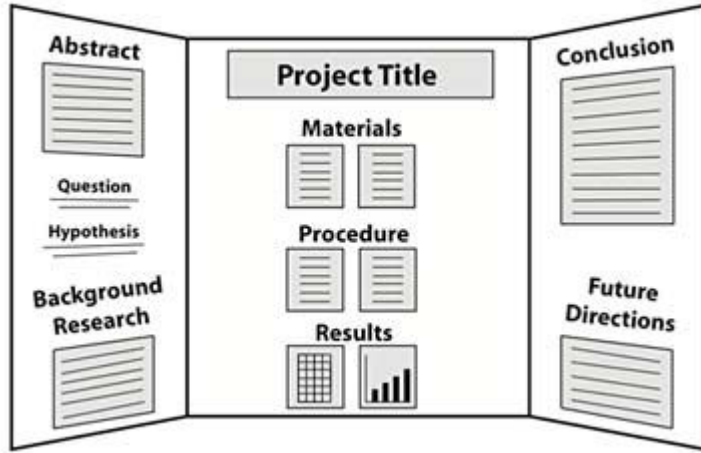 Abstract
Question
Hypothesis
Background
Research
Project Title
Materials
Procedure
Results
Conclusion
Future
Directions